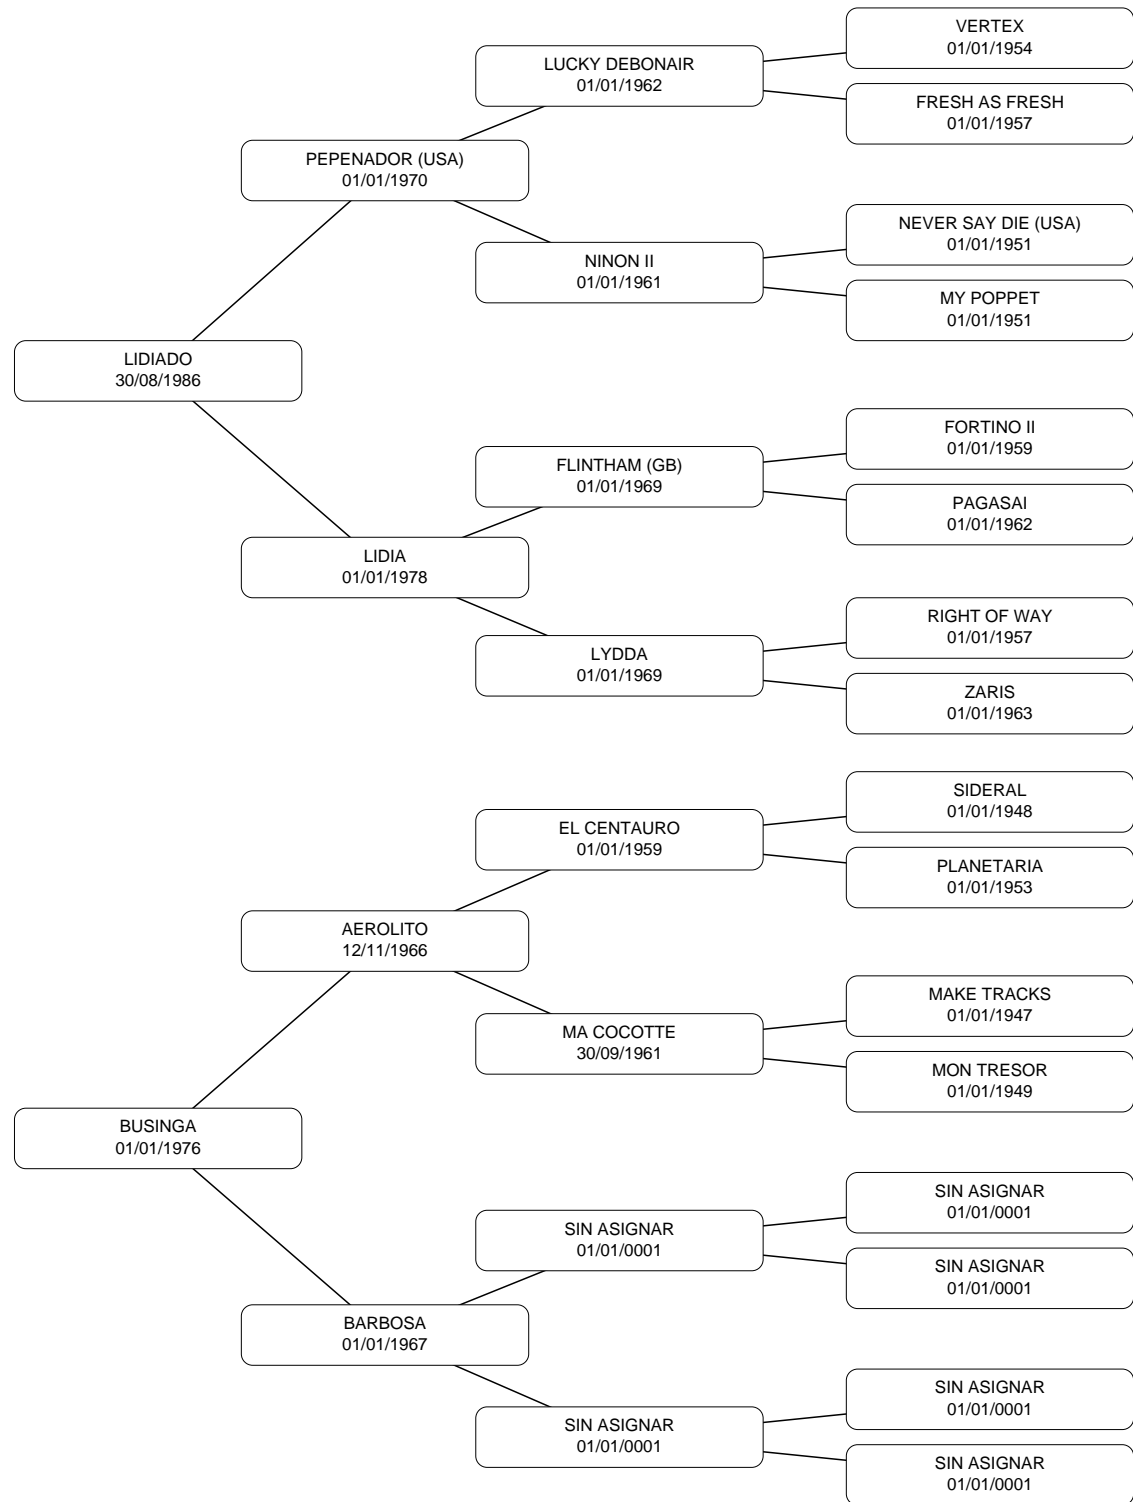 VERTEX
01/01/1954
LUCKY DEBONAIR
01/01/1962
FRESH AS FRESH
01/01/1957
PEPENADOR (USA)
01/01/1970
NEVER SAY DIE (USA)
01/01/1951
NINON II
01/01/1961
MY POPPET
01/01/1951
LIDIADO
30/08/1986
FORTINO II
01/01/1959
FLINTHAM (GB)
01/01/1969
PAGASAI
01/01/1962
LIDIA
01/01/1978
RIGHT OF WAY
01/01/1957
LYDDA
01/01/1969
ZARIS
01/01/1963
SIDERAL
01/01/1948
EL CENTAURO
01/01/1959
PLANETARIA
01/01/1953
AEROLITO
12/11/1966
MAKE TRACKS
01/01/1947
MA COCOTTE
30/09/1961
MON TRESOR
01/01/1949
BUSINGA
01/01/1976
SIN ASIGNAR
01/01/0001
SIN ASIGNAR
01/01/0001
SIN ASIGNAR
01/01/0001
BARBOSA
01/01/1967
SIN ASIGNAR
01/01/0001
SIN ASIGNAR
01/01/0001
SIN ASIGNAR
01/01/0001